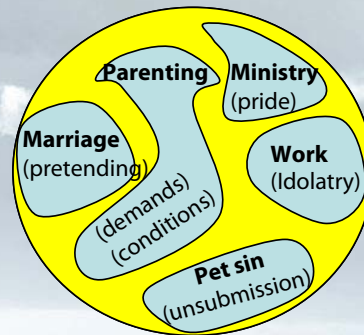 Parenting
Ministry
(pride)
Marriage
(pretending)
Work
(Idolatry)
(demands)
(conditions)
Pet sin
(unsubmission)